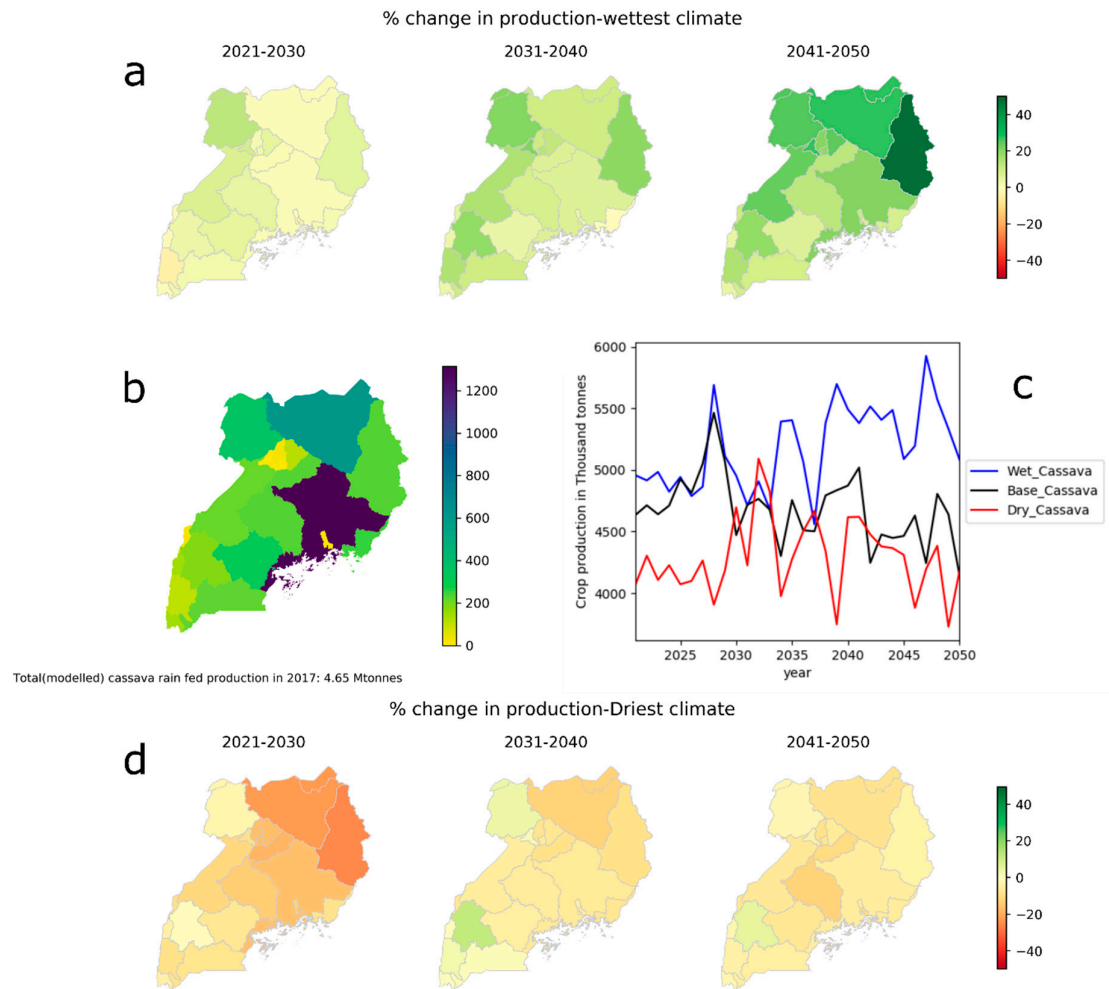 % change in production-wettest climate
2021-2030
2031-2040
2041-2050
a
40
20
0
−20
−40
b
1200
1000
800
600
400
200
0
Total(modelled) cassava rain fed production in 2017: 4.65 Mtonnes
c
Crop production in Thousand tonnes
6000
5500
5000
4500
4000
2025
2030
2035
2040
2045
2050
year
Wet_Cassava
Base_Cassava
Dry_Cassava
% change in production-Driest climate
2021-2030
2031-2040
2041-2050
d
40
20
0
−20
−40